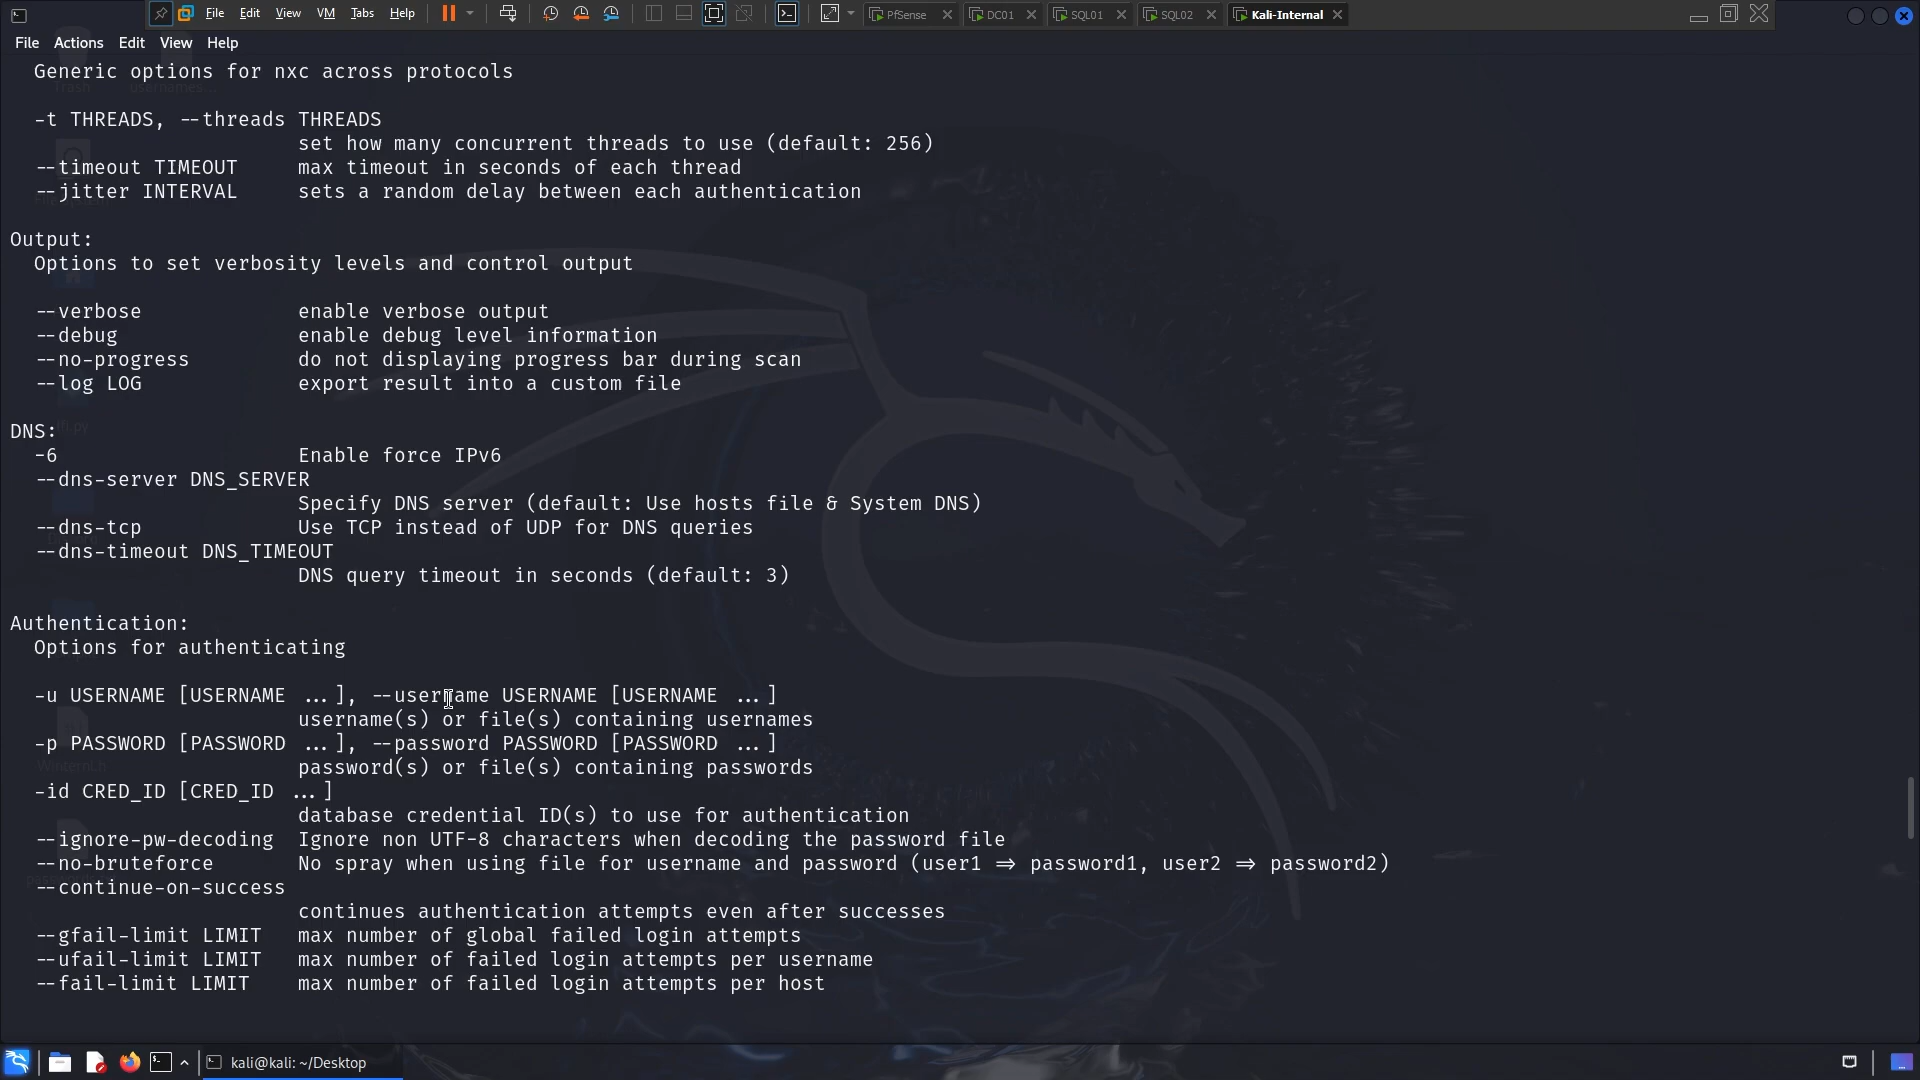 File Edit View VM Tabs Help PfSense DC01 SQL01 SQL02 Kali-Internal
File Actions Edit View Help
Generic options for nxc across protocols
-t THREADS, --threads THREADS
set how many concurrent threads to use (default: 256)
--timeout TIMEOUT max timeout in seconds of each thread
--jitter INTERVAL sets a random delay between each authentication
Output:
Options to set verbosity levels and control output
--verbose enable verbose output
--debug enable debug level information
--no-progress do not displaying progress bar during scan
--log LOG export result into a custom file
DNS:
-6 Enable force IPv6
--dns-server DNS_SERVER
Specify DNS server (default: Use hosts file & System DNS)
--dns-tcp Use TCP instead of UDP for DNS queries
--dns-timeout DNS_TIMEOUT
DNS query timeout in seconds (default: 3)
Authentication:
Options for authenticating
-u USERNAME [USERNAME ...], --username USERNAME [USERNAME ...]
username(s) or file(s) containing usernames
-p PASSWORD [PASSWORD ...], --password PASSWORD [PASSWORD ...]
password(s) or file(s) containing passwords
-id CRED_ID [CRED_ID ...]
database credential ID(s) to use for authentication
--ignore-pw-decoding Ignore non UTF-8 characters when decoding the password file
--no-bruteforce No spray when using file for username and password (user1 => password1, user2 => password2)
--continue-on-success
continues authentication attempts even after successes
--gfail-limit LIMIT max number of global failed login attempts
--ufail-limit LIMIT max number of failed login attempts per username
--fail-limit LIMIT max number of failed login attempts per host
kali@kali: ~/Desktop